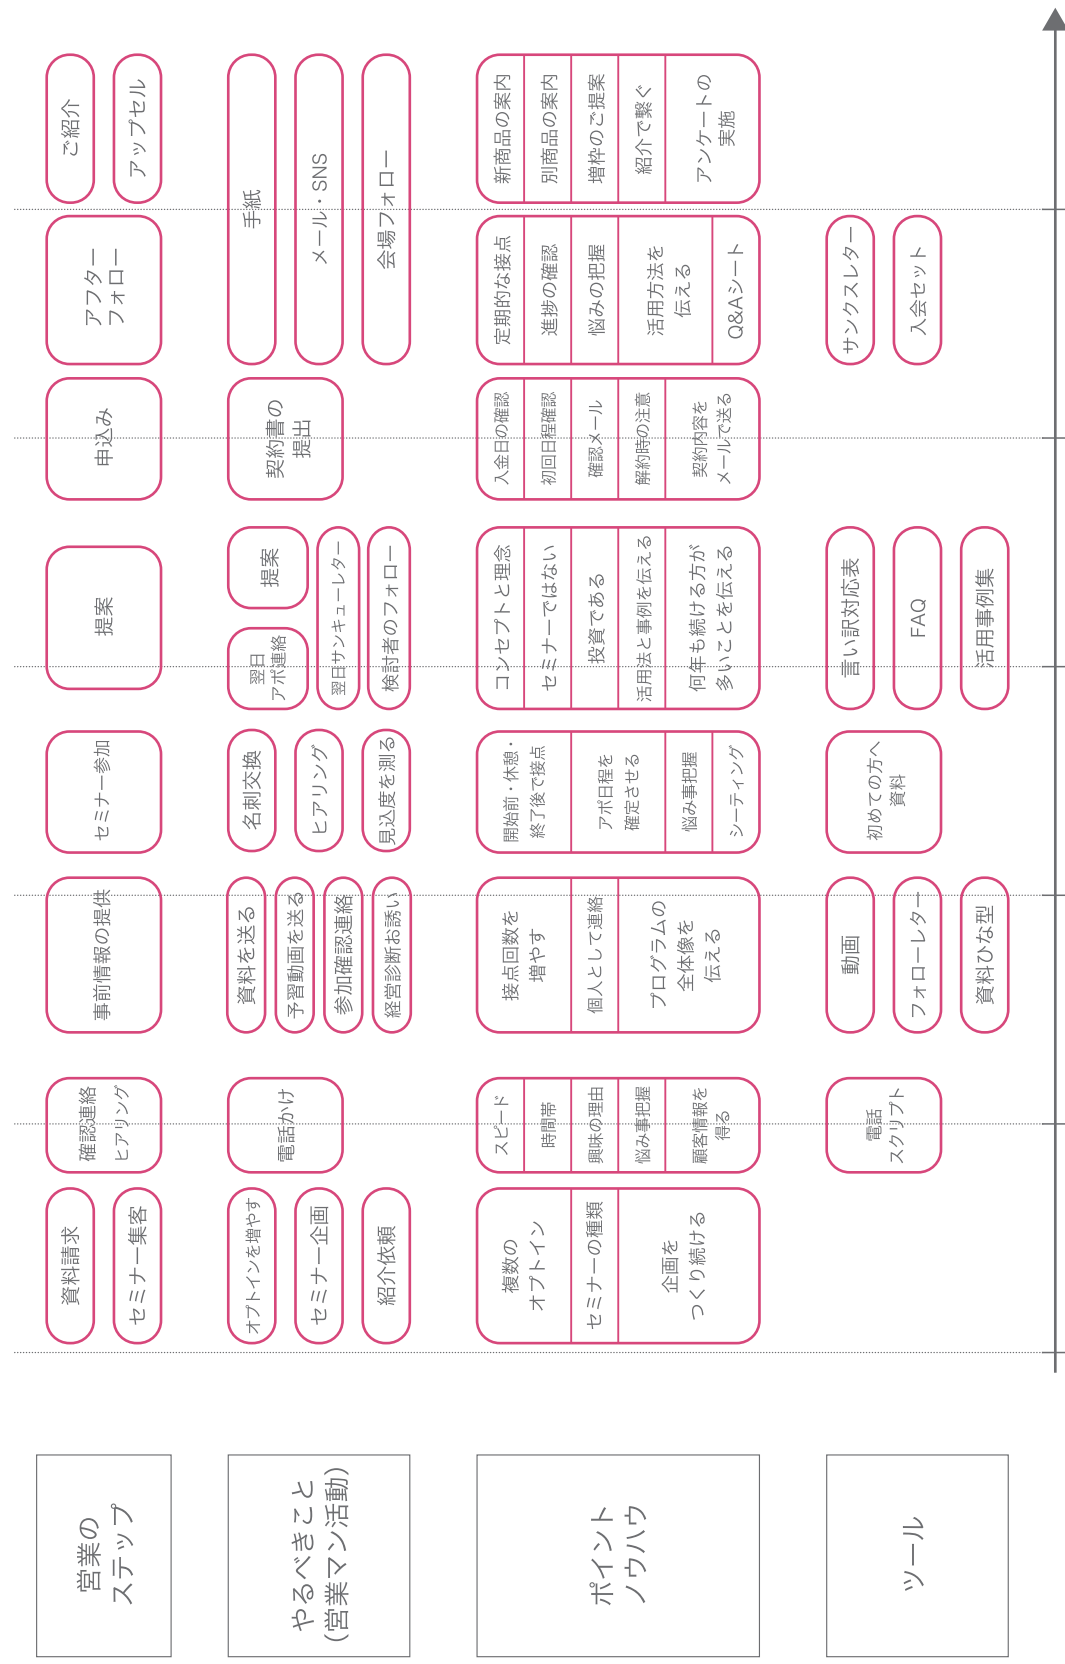 営業の
ステップ
資料請求
セミナー集客
確認連絡
ヒアリング
事前情報の提供
セミナー参加
提案
申込み
アフター
フォロー
ご紹介
アップセル
やるべきこと
(営業マン活動)
オプトインを増やす
セミナー企画
紹介依頼
電話かけ
資料を送る
予習動画を送る
参加確認連絡
経営診断お誘い
名刺交換
ヒアリング
見込度を測る
翌日
アポ連絡
提案
翌日サンキューレター
検討者のフォロー
契約書の
提出
手紙
メール・SNS
会場フォロー
ポイント
ノウハウ
複数の
オプトイン
セミナーの種類
企画を
つくり続ける
スピード
時間帯
興味の理由
悩み事把握
顧客情報を
得る
接点回数を
増やす
個人として連絡
プログラムの
全体像を
伝える
開始前・休憩・
終了後で接点
アポ日程を
確定させる
悩み事把握
シーティング
コンセプトと理念
セミナーではない
投資である
活用法と事例を伝える
何年も続ける方が
多いことを伝える
入金日の確認
初回日程確認
確認メール
解約時の注意
契約内容を
メールで送る
定期的な接点
進捗の確認
悩みの把握
活用方法を
伝える
Q&Aシート
新商品の案内
別商品の案内
増枠のご提案
紹介で繋ぐ
アンケートの
実施
ツール
電話
スクリプト
動画
フォローレター
資料ひな型
初めての方へ
資料
言い訳対応表
FAQ
活用事例集
サンクスレター
入会セット